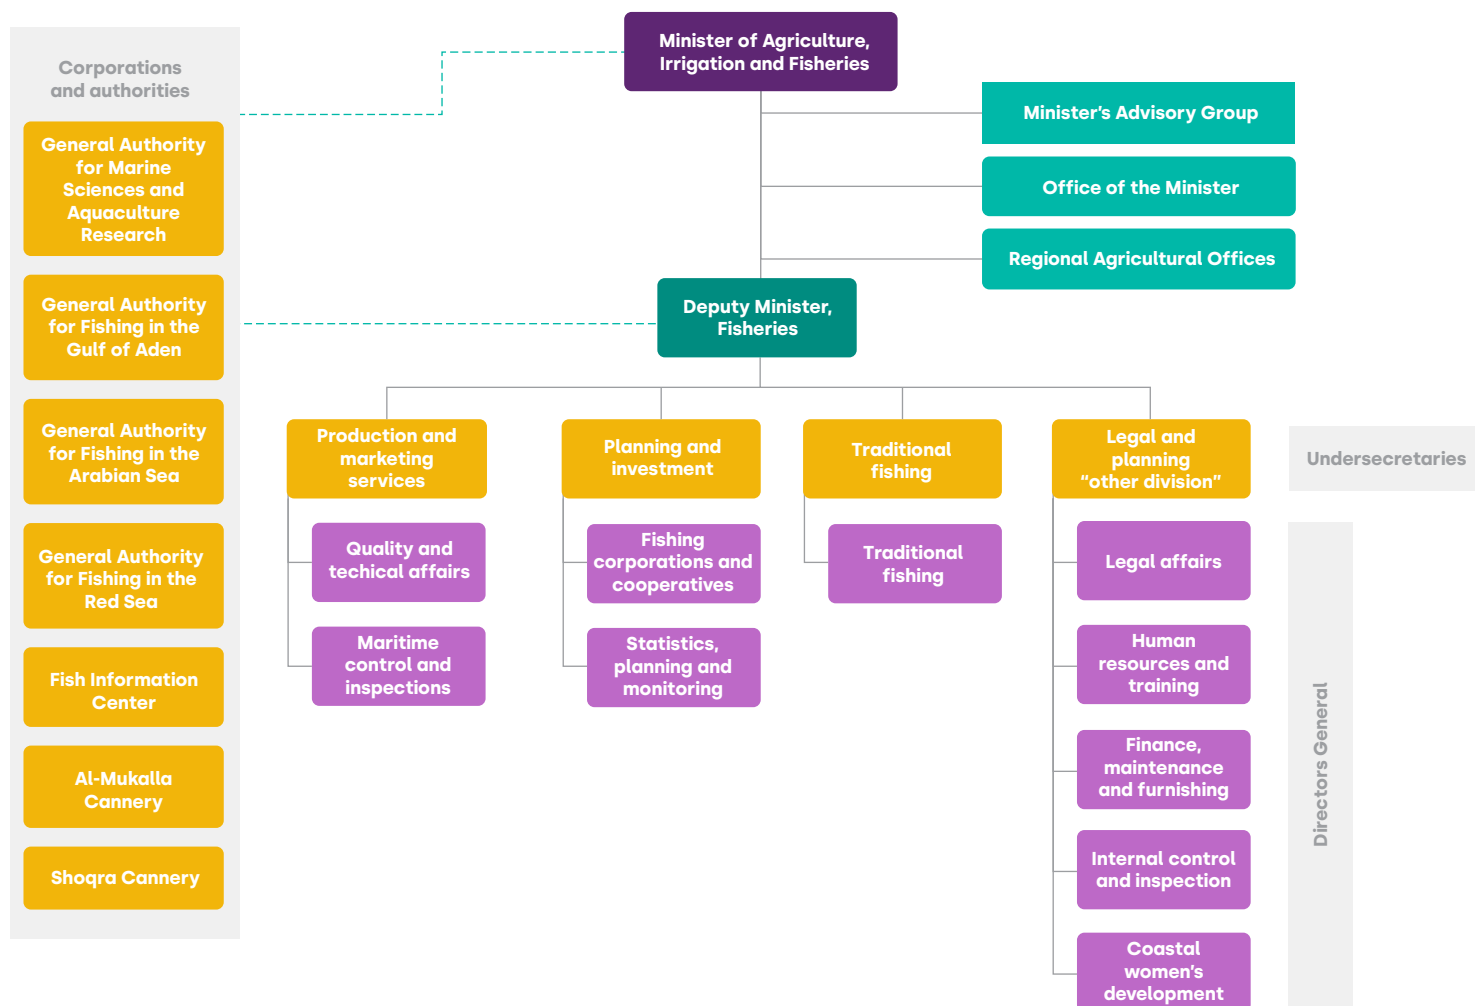 Minister of Agriculture,
Irrigation and Fisheries
Corporations
and authorities
General Authority
for Marine
Sciences and
Aquaculture
Research
General Authority
for Fishing in the
Gulf of Aden
General Authority
for Fishing in the
Arabian Sea
General Authority
for Fishing in the
Red Sea
Fish Information
Center
Al-Mukalla
Cannery
Shoqra Cannery
Minister's Advisory Group
Office of the Minister
Regional Agricultural Offices
Deputy Minister,
Fisheries
Production and
marketing
services
Quality and
techical affairs
Maritime
control and
inspections
Planning and
investment
Fishing
corporations and
cooperatives
Statistics,
planning and
monitoring
Traditional
fishing
Traditional
fishing
Legal and
planning
“other division”
Legal affairs
Human
resources and
training
Finance,
maintenance
and furnishing
Internal control
and inspection
Coastal
women's
development
Undersecretaries
Directors General